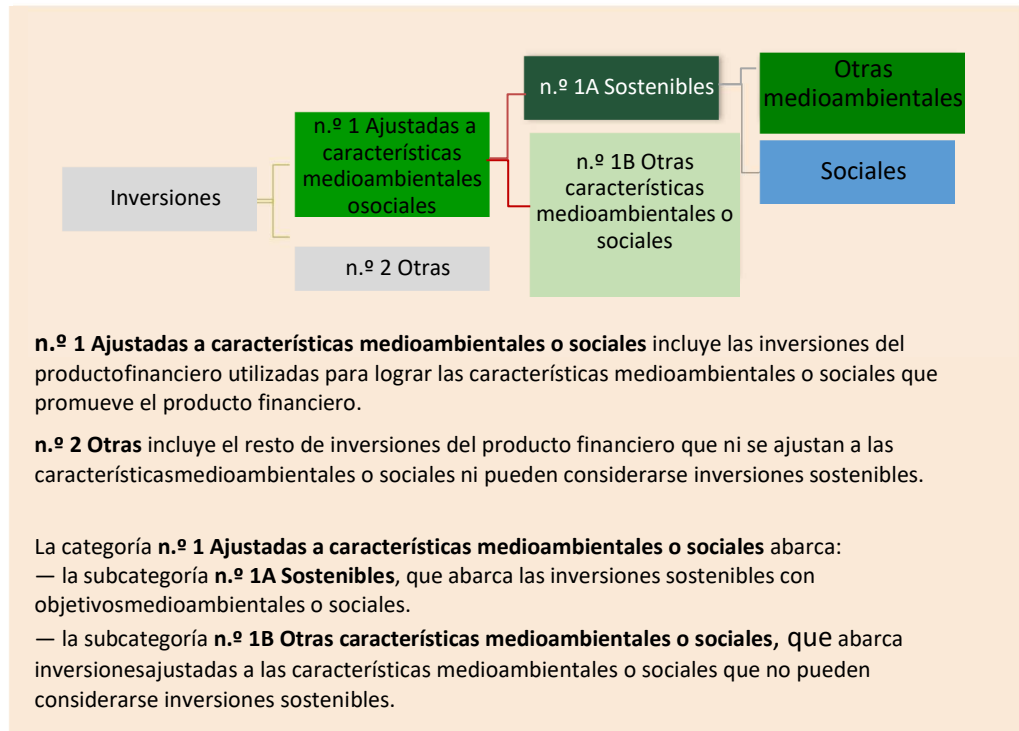 Inversiones
n.º 1 Ajustadas a
características
medioambientales
osociales
n.º 2 Otras
n.º 1A Sostenibles
n.º 1B Otras
características
medioambientales o
sociales
Otras
medioambientales
Sociales
n.º 1 Ajustadas a características medioambientales o sociales incluye las inversiones del
productofinanciero utilizadas para lograr las características medioambientales o sociales que
promueve el producto financiero.
n.º 2 Otras incluye el resto de inversiones del producto financiero que ni se ajustan a las
característicasmedioambientales o sociales ni pueden considerarse inversiones sostenibles.
La categoría n.º 1 Ajustadas a características medioambientales o sociales abarca:
— la subcategoría n.º 1A Sostenibles, que abarca las inversiones sostenibles con
objetivosmedioambientales o sociales.
— la subcategoría n.º 1B Otras características medioambientales o sociales, que abarca
inversionesajustadas a las características medioambientales o sociales que no pueden
considerarse inversiones sostenibles.